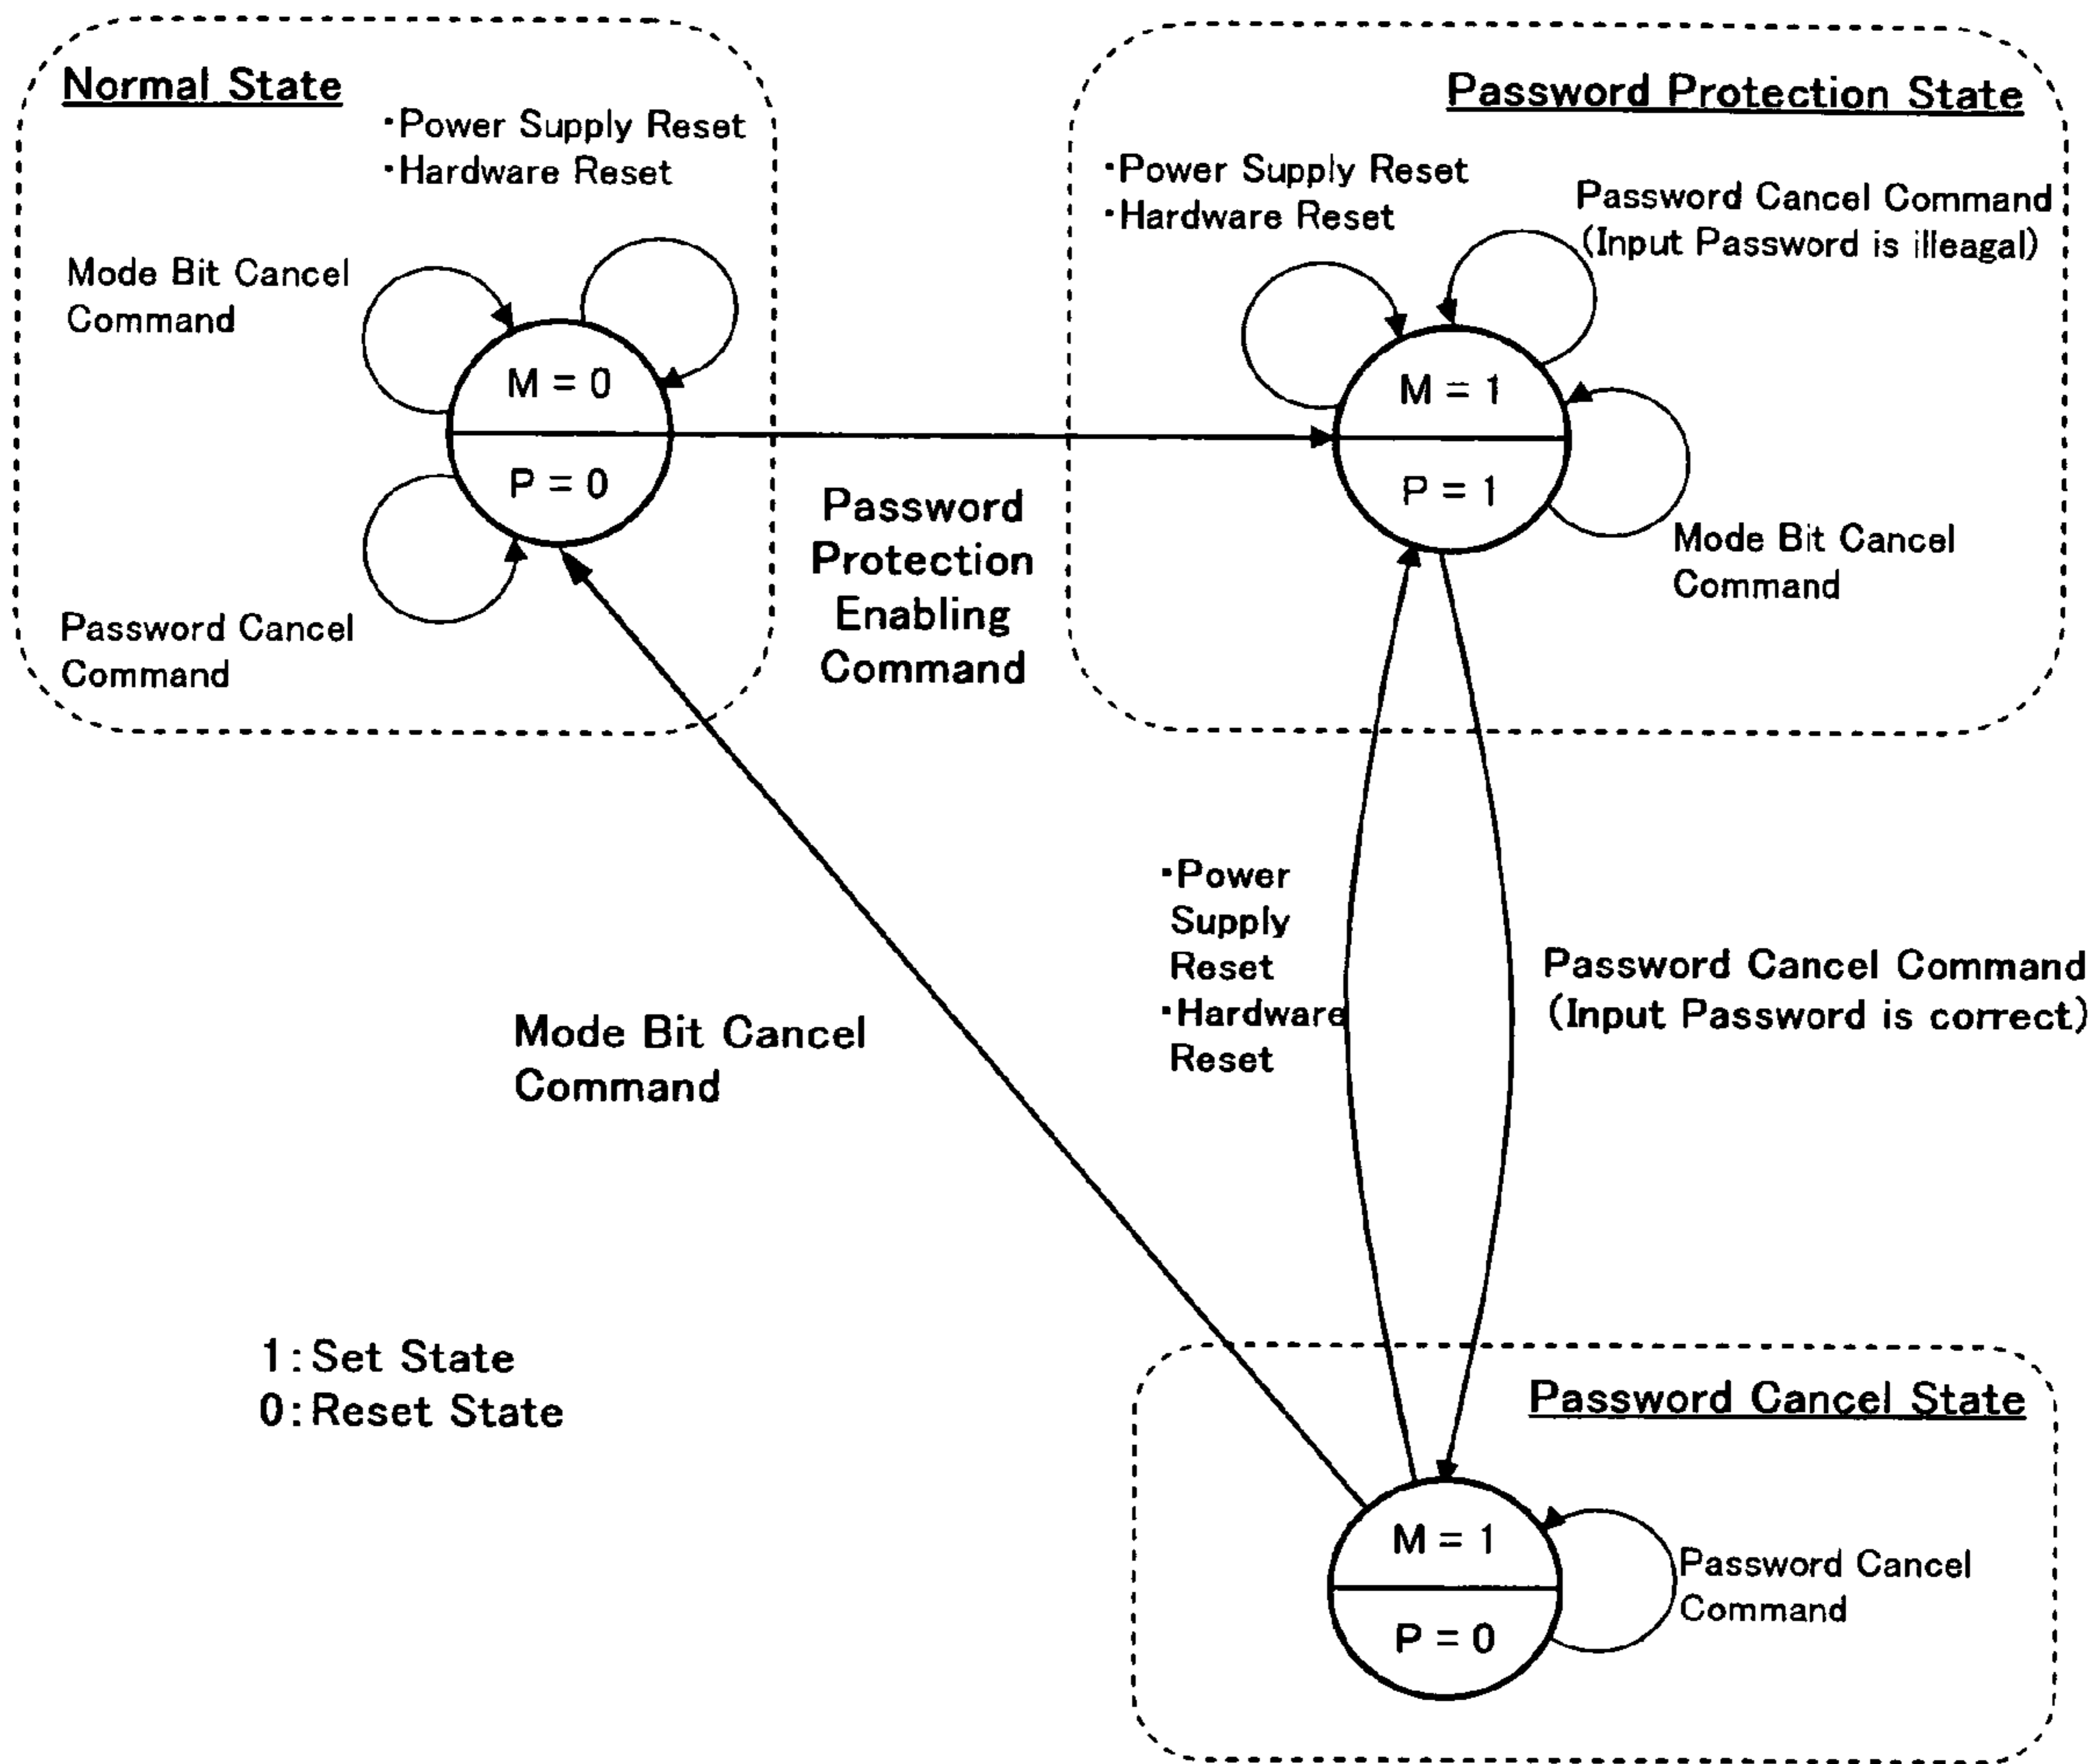 Normal State
・Power Supply Reset
・Hardware Reset
Mode Bit Cancel
Command
M = 0
P = 0
Password Cancel
Command
Password
Protection
Enabling
Command
Password Protection State
・Power Supply Reset
・Hardware Reset
Password Cancel Command
(Input Password is illeagal)
M = 1
P = 1
Mode Bit Cancel
Command
・Power
Supply
Reset
・Hardware
Reset
Password Cancel Command
(Input Password is correct)
Mode Bit Cancel
Command
1:Set State
0:Reset State
Password Cancel State
M = 1
P = 0
Password Cancel
Command